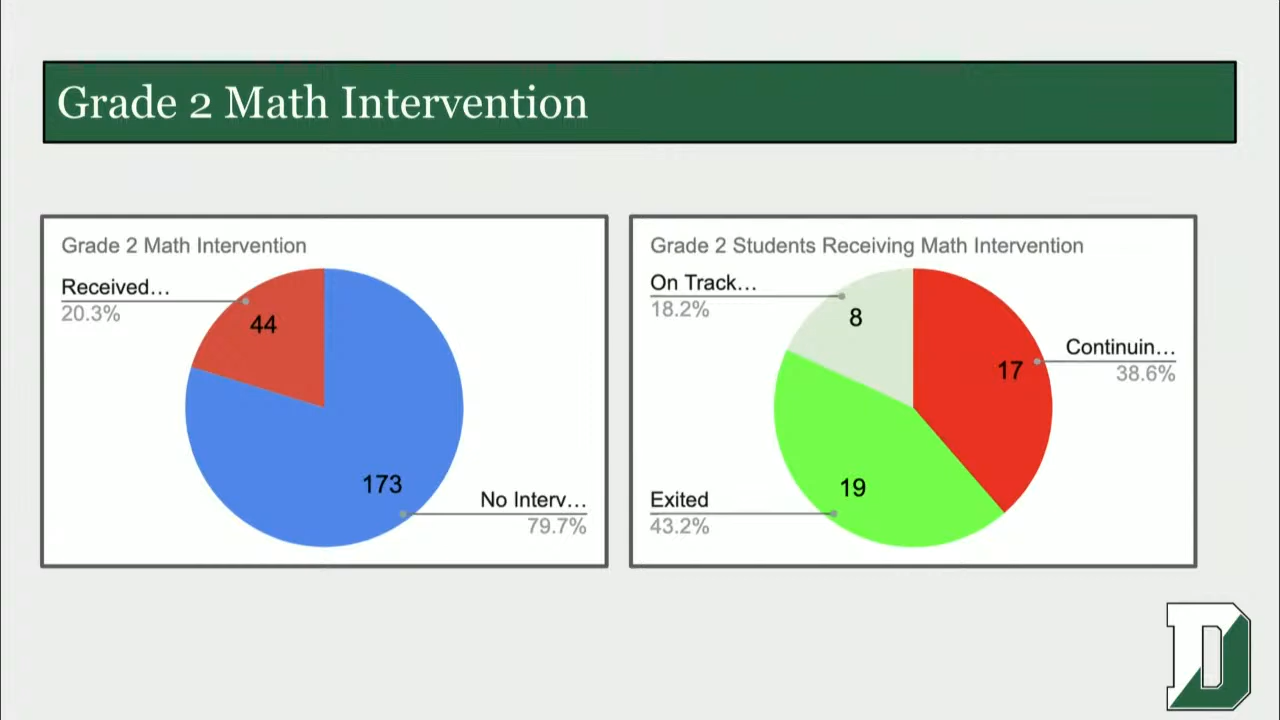 Grade 2 Math Intervention
Grade 2 Math Intervention
Received…
20.3%
44
173
No Interv…
79.7%
Grade 2 Students Receiving Math Intervention
On Track…
18.2%
8
17
Continuin…
38.6%
19
Exited
43.2%
D